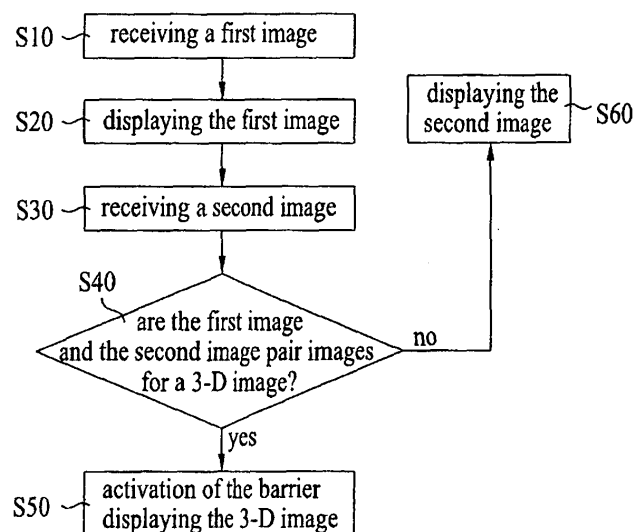 S10
receiving a first image
S20
displaying the first image
S30
receiving a second image
displaying the
second image
S60
S40
are the first image
and the second image pair images
for a 3-D image?
no
yes
S50
activation of the barrier
displaying the 3-D image